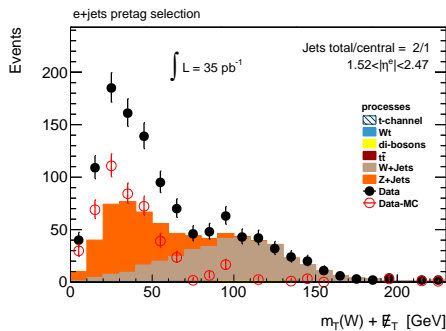 e+jets pretag selection
Events
∫ L = 35 pb⁻¹
Jets total/central = 2/1
1.52<|η^e|<2.47
processes
t-channel
Wt
di-bosons
tt̄
W+Jets
Z+Jets
Data
Data-MC
250
200
150
100
50
0
0 50 100 150 200
m_T(W) + E̸_T [GeV]